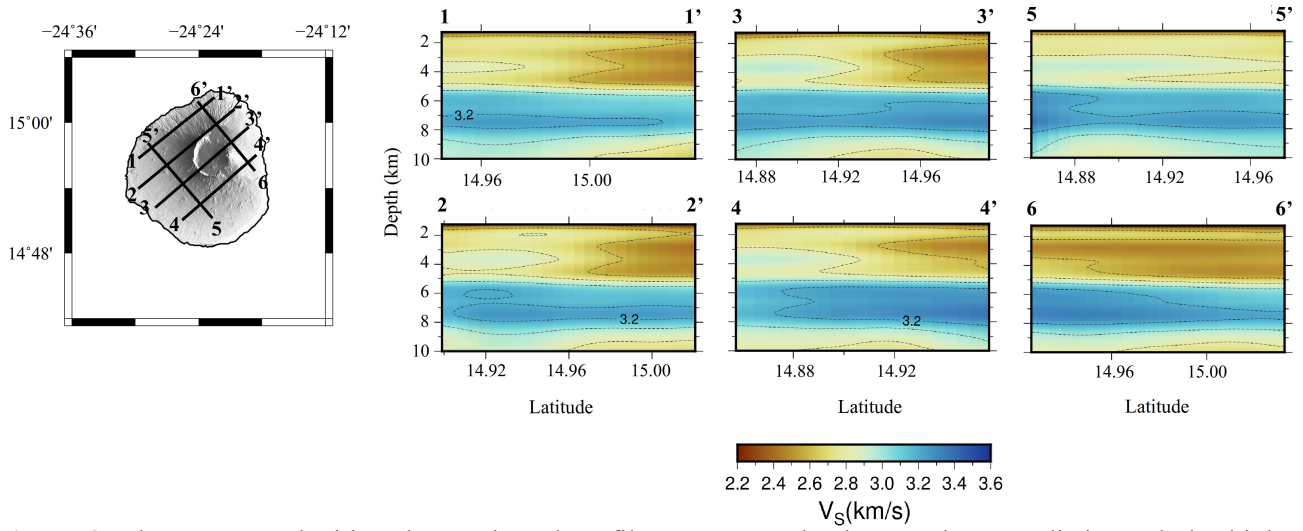 1 1' 3 3' 5 5'
−24˚36' −24˚24' −24˚12'
15˚00'
14˚48'
6' 1' 2' 3' 4' 5'
1 2 3 4 5 6
2
4
6
8
10
3.2
14.96 15.00
14.88 14.92 14.96
14.88 14.92 14.96
Depth (km)
2 2' 4 4' 6 6'
2
4
6
8
10
3.2
3.2
14.92 14.96 15.00
14.88 14.92
14.96 15.00
Latitude Latitude Latitude
2.2 2.4 2.6 2.8 3.0 3.2 3.4 3.6
VS(km/s)